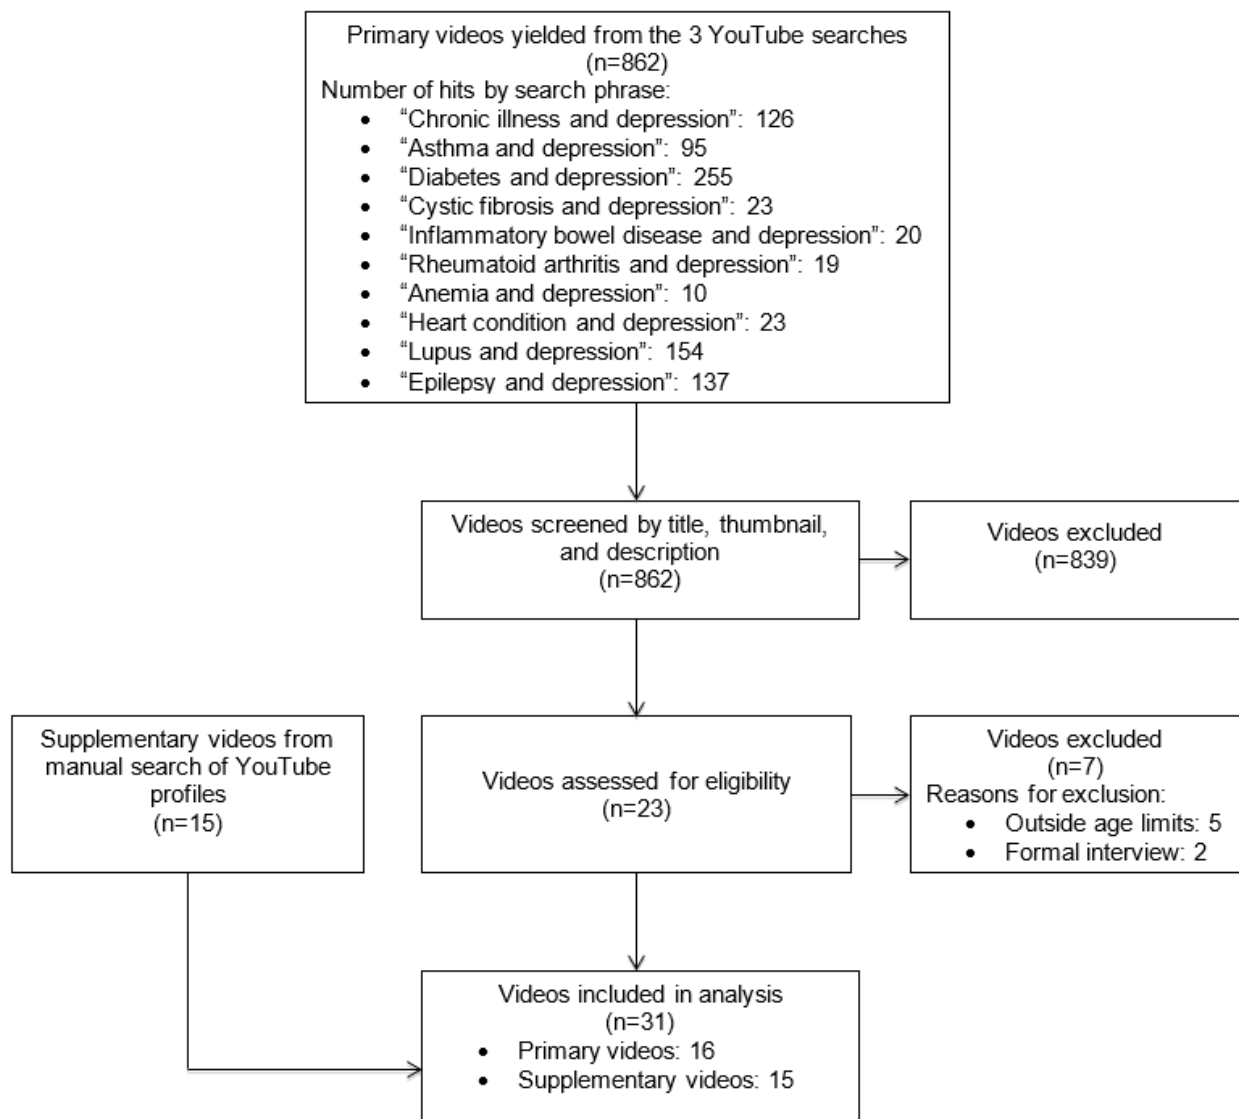 Primary videos yielded from the 3 YouTube searches
(n=862)
Number of hits by search phrase:
• “Chronic illness and depression”: 126
• “Asthma and depression”: 95
• “Diabetes and depression”: 255
• “Cystic fibrosis and depression”: 23
• “Inflammatory bowel disease and depression”: 20
• “Rheumatoid arthritis and depression”: 19
• “Anemia and depression”: 10
• “Heart condition and depression”: 23
• “Lupus and depression”: 154
• “Epilepsy and depression”: 137
Videos screened by title, thumbnail,
and description
(n=862)
Videos excluded
(n=839)
Supplementary videos from
manual search of YouTube
profiles
(n=15)
Videos assessed for eligibility
(n=23)
Videos excluded
(n=7)
Reasons for exclusion:
• Outside age limits: 5
• Formal interview: 2
Videos included in analysis
(n=31)
• Primary videos: 16
• Supplementary videos: 15